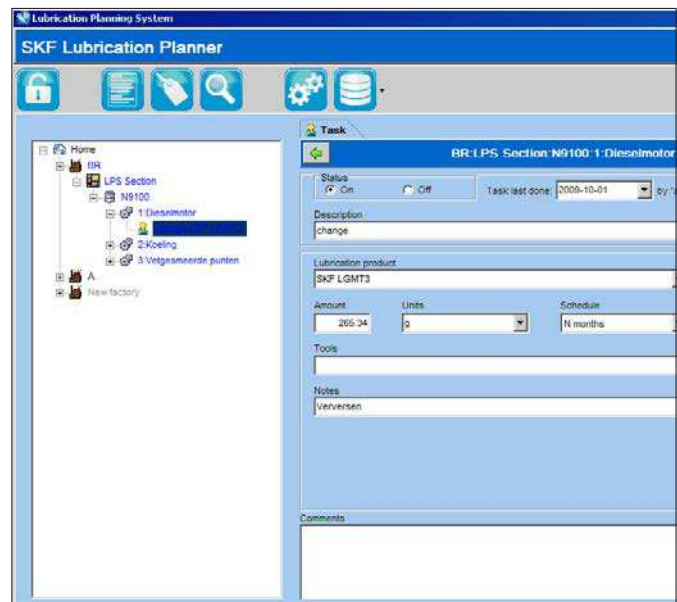 Lubrication Planning System
SKF Lubrication Planner
Task
BR:LPS Section:N9100:1:Dieselmotor
Home
BR
LPS Section
N9100
1:Dieselmotor
2:Koeling
3:Vetgesmeerde punten
A
New factory
Status
On
Off
Task last done:
2009-10-01
by
Description
change
Lubrication product
SKF LGMT3
Amount
Units
Schedule
265.34
g
N months
Tools
Notes
Verversen
Comments